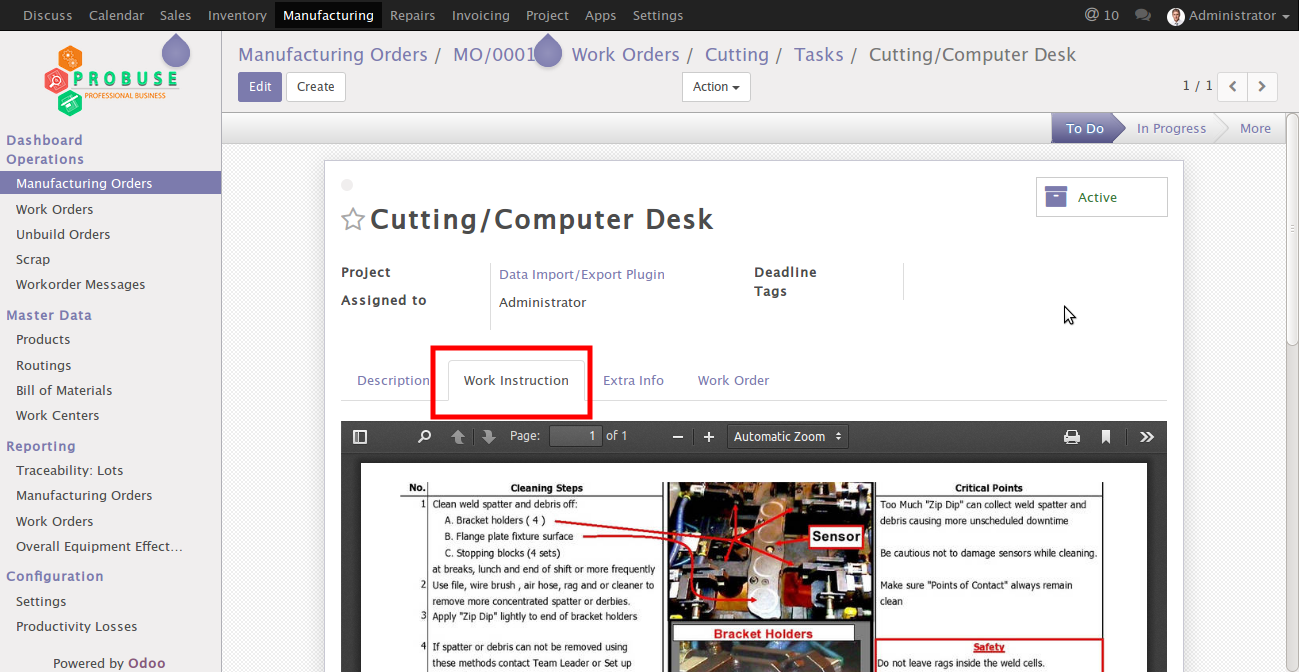 Discuss Calendar Sales Inventory Manufacturing Repairs Invoicing Project Apps Settings @ 10 Administrator
PROBUSE
PROFESSIONAL BUSINESS
Manufacturing Orders / MO/0001 Work Orders / Cutting / Tasks / Cutting/Computer Desk
Edit Create Action 1 / 1
Dashboard
Operations
Manufacturing Orders
Work Orders
Unbuild Orders
Scrap
Workorder Messages
Master Data
Products
Routings
Bill of Materials
Work Centers
Reporting
Traceability: Lots
Manufacturing Orders
Work Orders
Overall Equipment Effect...
Configuration
Settings
Productivity Losses
Powered by Odoo
To Do In Progress More
Active
Cutting/Computer Desk
Project Data Import/Export Plugin
Assigned to Administrator
Deadline
Tags
Description Work Instruction Extra Info Work Order
Page: 1 of 1 Automatic Zoom
No. Cleaning Steps
1 Clean weld spatter and debris off:
A. Bracket holders ( 4 )
B. Flange plate fixture surface
C. Stopping blocks (4 sets)
at breaks, lunch and end of shift or more frequently
2 Use file, wire brush , air hose, rag and or cleaner to
remove more concentrated spatter or derbies.
3 Apply "Zip Dip" lightly to end of bracket holders
4 If spatter or debris can not be removed using
these methods contact Team Leader or Set up
Sensor
Bracket Holders
Critical Points
Too Much "Zip Dip" can collect weld spatter and
debris causing more unscheduled downtime
Be cautious not to damage sensors while cleaning.
Make sure "Points of Contact" always remain
clean
Safety
Do not leave rags inside the weld cells.